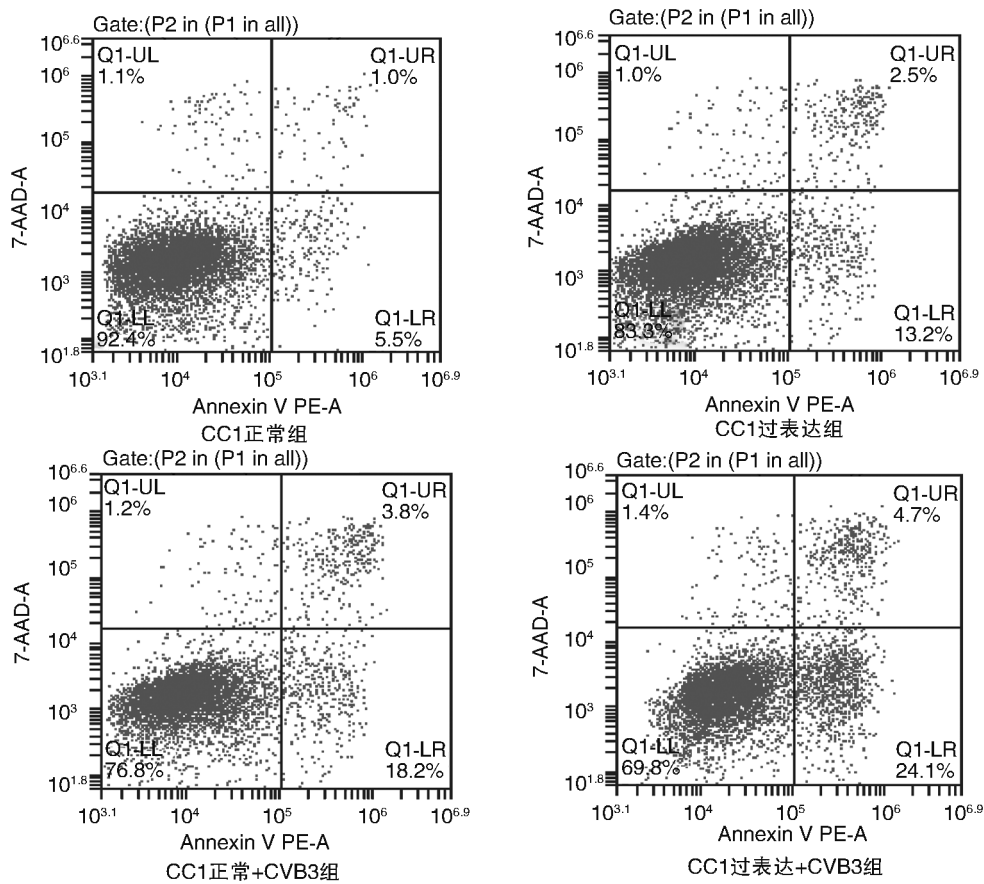 Gate:(P2 in (P1 in all))
10^6.6
Q1-UL
1.1%
Q1-UR
1.0%
10^6
10^5
7-AAD-A
10^4
10^3
Q1-LL
92.4%
Q1-LR
5.5%
10^1.8
10^3.1
10^4
10^5
10^6
10^6.9
Annexin V PE-A
CC1正常组
Gate:(P2 in (P1 in all))
10^6.6
Q1-UL
1.0%
Q1-UR
2.5%
10^6
10^5
7-AAD-A
10^4
10^3
Q1-LL
83.3%
Q1-LR
13.2%
10^1.8
10^3.1
10^4
10^5
10^6
10^6.9
Annexin V PE-A
CC1过表达组
Gate:(P2 in (P1 in all))
10^6.6
Q1-UL
1.2%
Q1-UR
3.8%
10^6
10^5
7-AAD-A
10^4
10^3
Q1-LL
76.8%
Q1-LR
18.2%
10^1.8
10^3.1
10^4
10^5
10^6
10^6.9
Annexin V PE-A
CC1正常+CVB3组
Gate:(P2 in (P1 in all))
10^6.6
Q1-UL
1.4%
Q1-UR
4.7%
10^6
10^5
7-AAD-A
10^4
10^3
Q1-LL
69.8%
Q1-LR
24.1%
10^1.8
10^3.1
10^4
10^5
10^6
10^6.9
Annexin V PE-A
CC1过表达+CVB3组